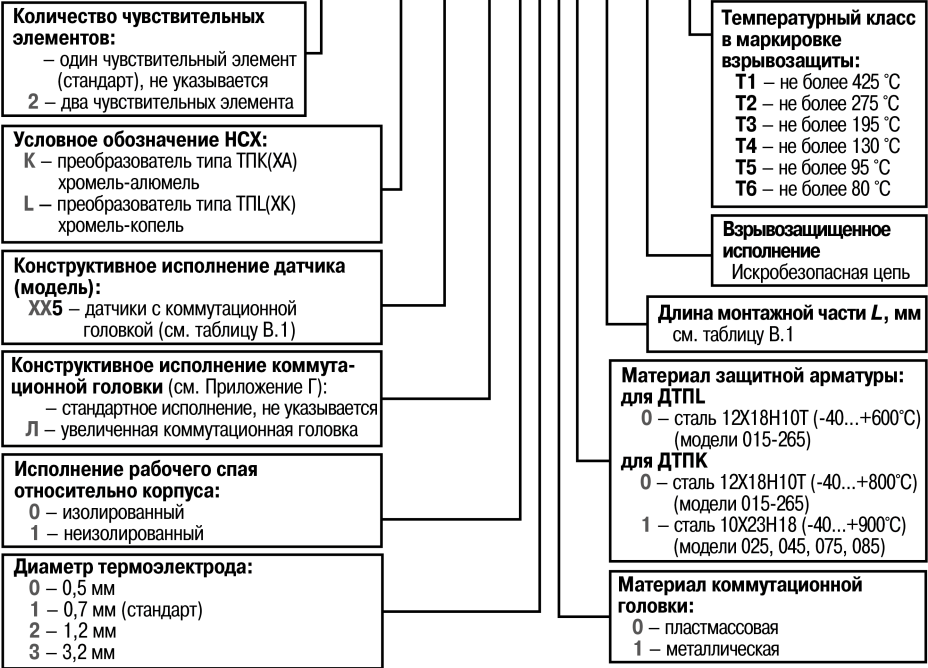 Количество чувствительных
элементов:
– один чувствительный элемент
(стандарт), не указывается
2 – два чувствительных элемента
Условное обозначение НСХ:
K – преобразователь типа ТПК(ХА)
хромель-алюмель
L – преобразователь типа ТПL(ХК)
хромель-копель
Конструктивное исполнение датчика
(модель):
XX5 – датчики с коммутационной
головкой (см. таблицу В.1)
Конструктивное исполнение коммута-
ционной головки (см. Приложение Г):
– стандартное исполнение, не указывается
Л – увеличенная коммутационная головка
Исполнение рабочего спая
относительно корпуса:
0 – изолированный
1 – неизолированный
Диаметр термоэлектрода:
0 – 0,5 мм
1 – 0,7 мм (стандарт)
2 – 1,2 мм
3 – 3,2 мм
Температурный класс
в маркировке
взрывозащиты:
Т1 – не более 425 °С
Т2 – не более 275 °С
Т3 – не более 195 °С
Т4 – не более 130 °С
Т5 – не более 95 °С
Т6 – не более 80 °С
Взрывозащищенное
исполнение
Искробезопасная цепь
Длина монтажной части L, мм
см. таблицу В.1
Материал защитной арматуры:
для ДТПL
0 – сталь 12Х18Н10Т (-40...+600°С)
(модели 015-265)
для ДТПК
0 – сталь 12Х18Н10Т (-40...+800°С)
(модели 015-265)
1 – сталь 10Х23Н18 (-40...+900°С)
(модели 025, 045, 075, 085)
Материал коммутационной
головки:
0 – пластмассовая
1 – металлическая